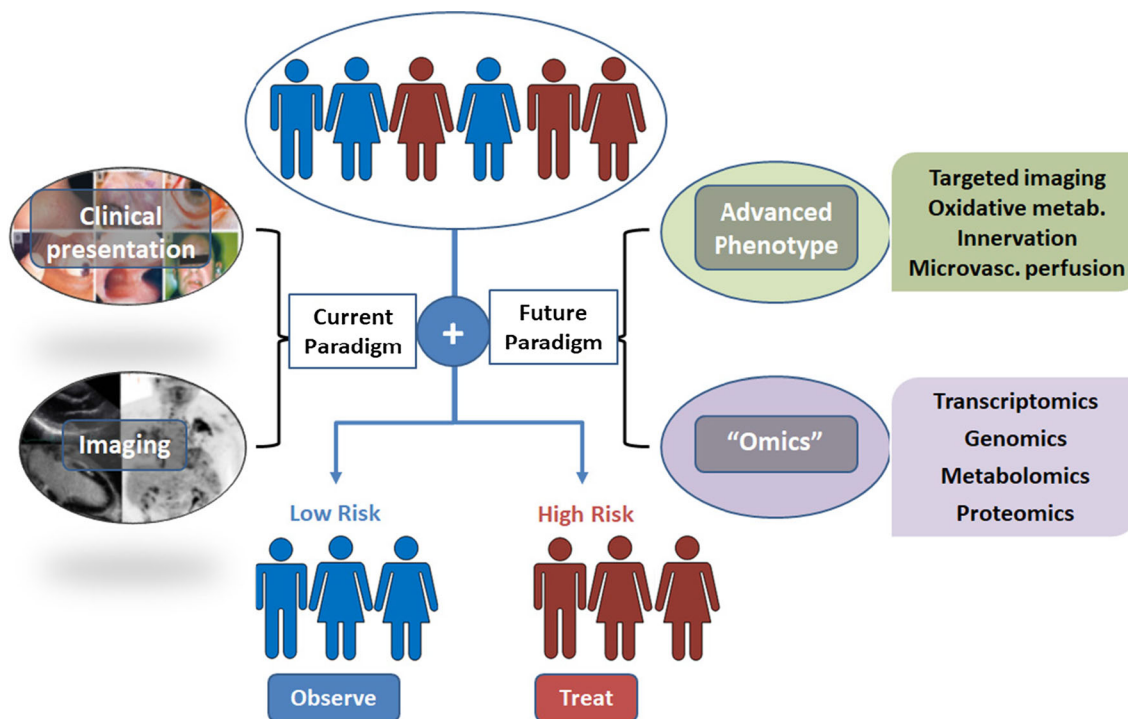 Clinical
presentation
Imaging
Current
Paradigm
+
Future
Paradigm
Advanced
Phenotype
Targeted imaging
Oxidative metab.
Innervation
Microvasc. perfusion
“Omics”
Transcriptomics
Genomics
Metabolomics
Proteomics
Low Risk
High Risk
Observe
Treat